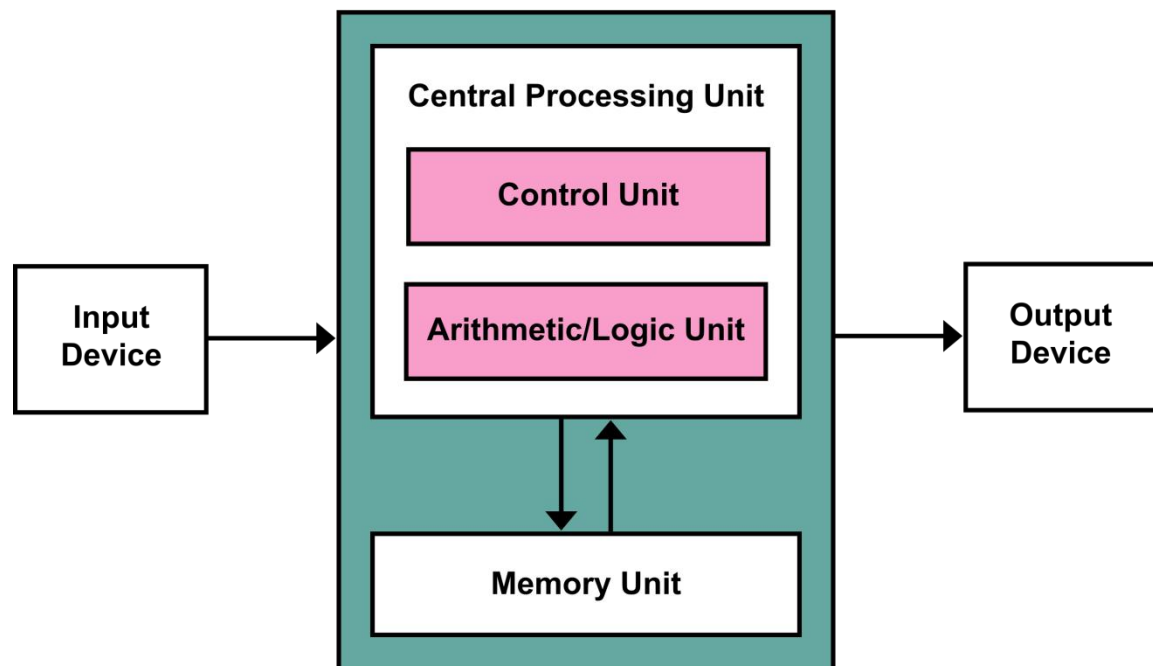 Central Processing Unit
Control Unit
Arithmetic/Logic Unit
Input
Device
Output
Device
Memory Unit